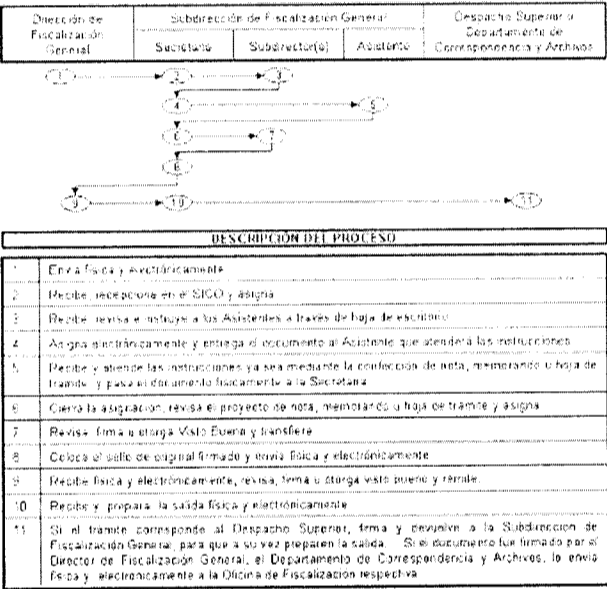 Dirección de
Fiscalización
General
Subdirección de Fiscalización General
Secretaria
Subdirector(a)
Asistente
Despacho Superior o
Departamento de
Correspondencia y Archivos
1
2
3
4
5
6
7
8
9
10
11
DESCRIPCIÓN DEL PROCESO
1 Envía física y electrónicamente
2 Recibe, recepciona en el SICO y asigna
3 Recibe, revisa e instruye a los Asistentes a través de hoja de escritorio
4 Asigna electrónicamente y entrega el documento al Asistente que atenderá las instrucciones
5 Recibe y atiende las instrucciones ya sea mediante la confección de nota, memorando u hoja de
trámite y pasa el documento físicamente a la Secretaria
6 Cierra la asignación, revisa el proyecto de nota, memorando u hoja de trámite y asigna
7 Revisa, firma u otorga Visto Bueno y transfiere
8 Coloca el sello de original firmado y envía física y electrónicamente
9 Recibe física y electrónicamente, revisa, firma u otorga visto bueno y remite.
10 Recibe y prepara la salida física y electrónicamente
11 Si el trámite corresponde al Despacho Superior, firma y devuelve a la Subdirección de
Fiscalización General, para que a su vez preparen la salida. Si el documento fue firmado por el
Director de Fiscalización General, el Departamento de Correspondencia y Archivos, lo envía
física y electrónicamente a la Oficina de Fiscalización respectiva